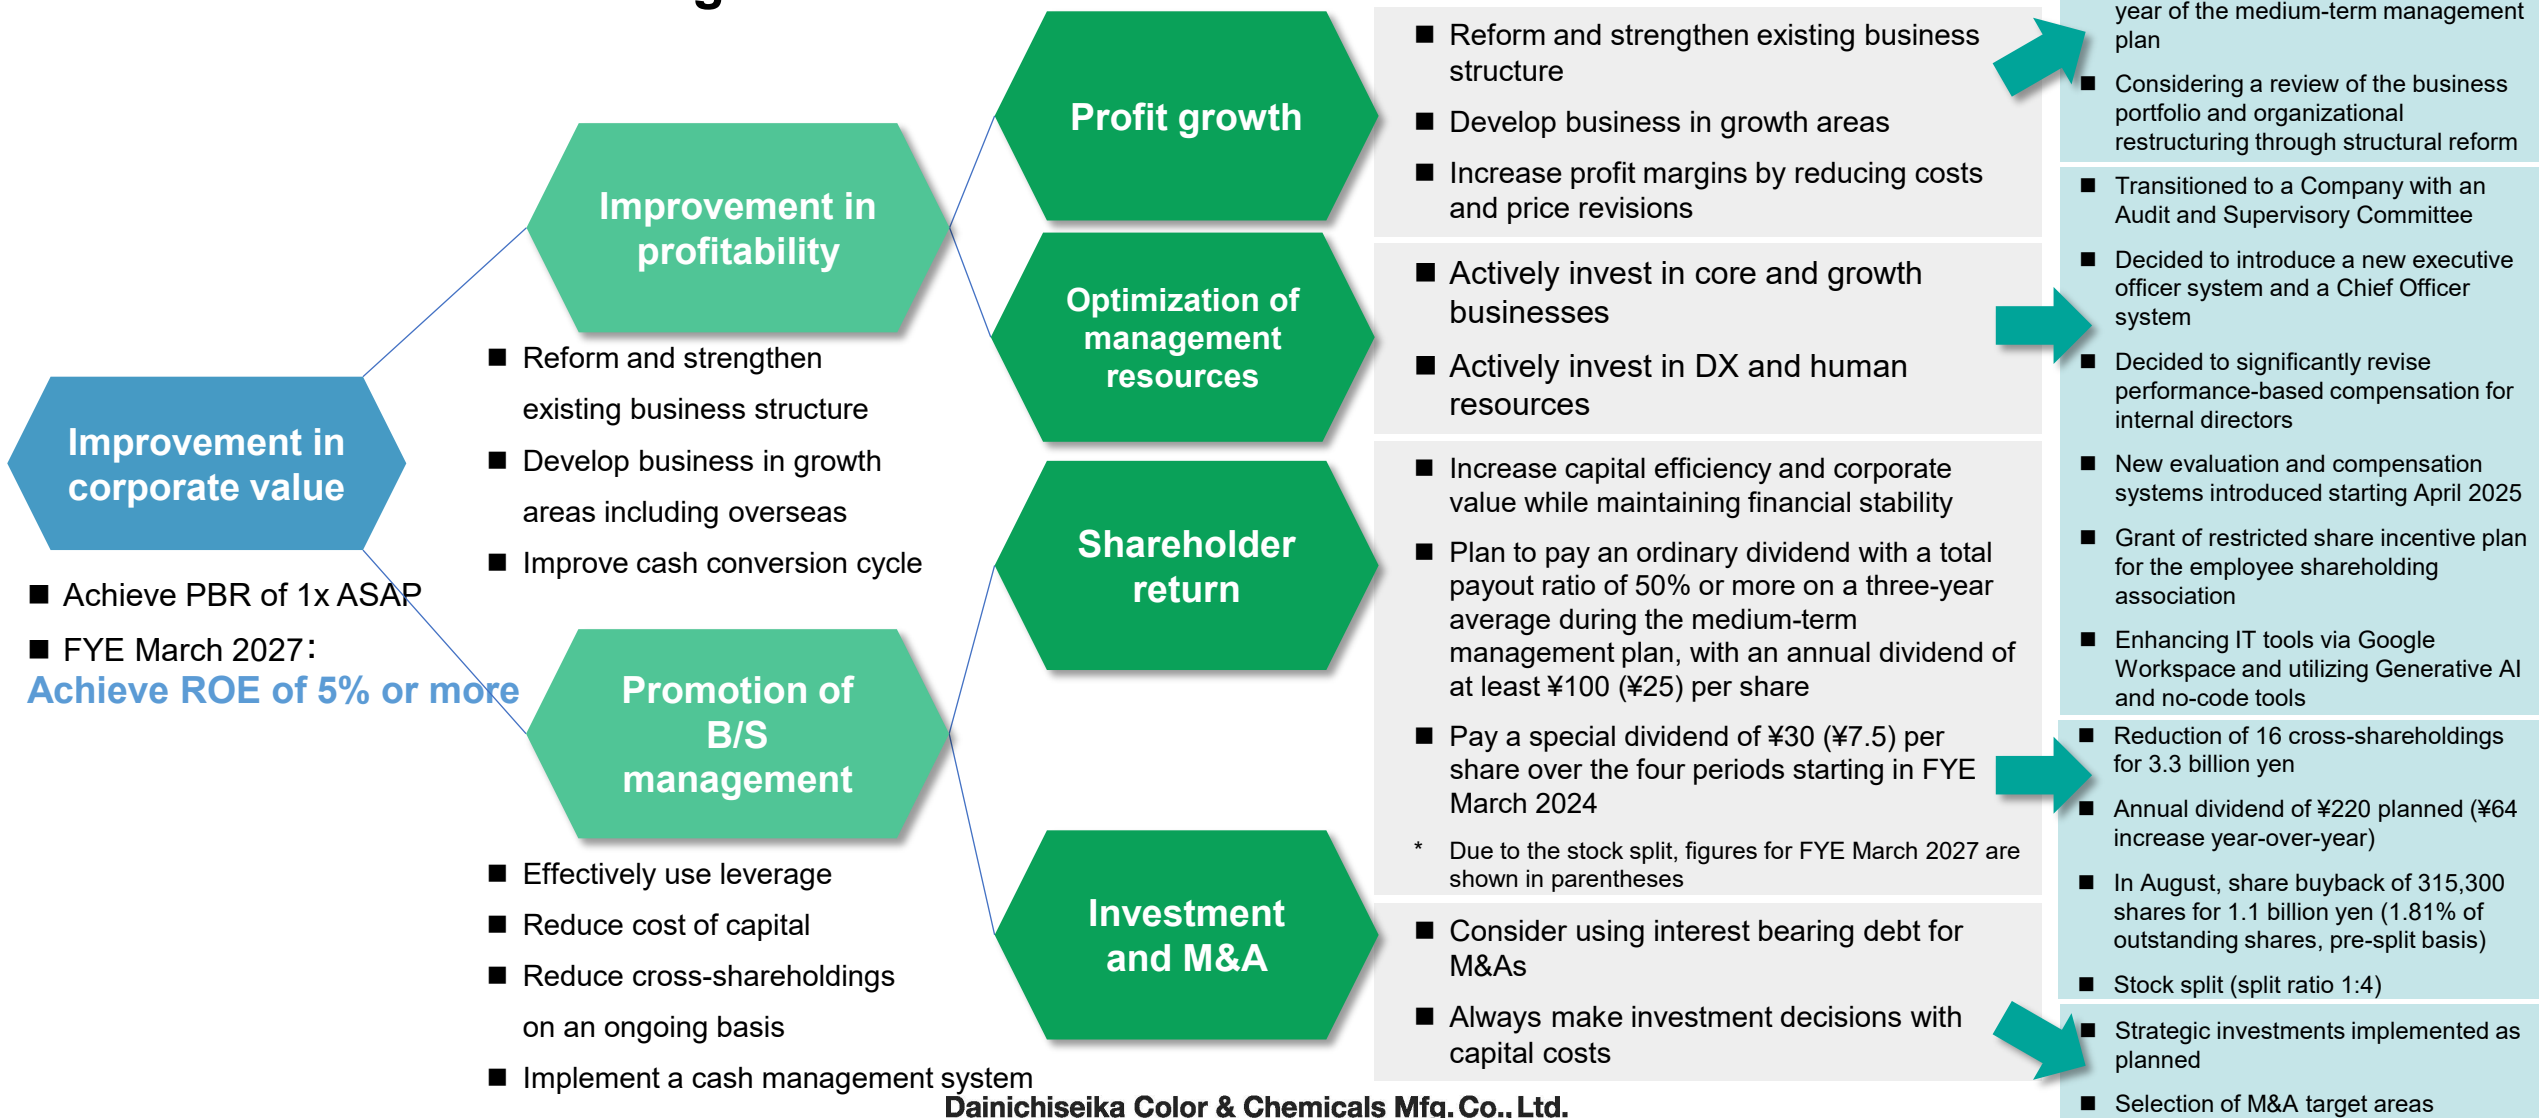 Improvement in
corporate value
■ Achieve PBR of 1x ASAP
■ FYE March 2027:
Achieve ROE of 5% or more
Improvement in
profitability
■ Reform and strengthen
existing business structure
■ Develop business in growth
areas including overseas
■ Improve cash conversion cycle
Promotion of
B/S
management
■ Effectively use leverage
■ Reduce cost of capital
■ Reduce cross-shareholdings
on an ongoing basis
■ Implement a cash management system
Profit growth
■ Reform and strengthen existing business
structure
■ Develop business in growth areas
■ Increase profit margins by reducing costs
and price revisions
Optimization of
management
resources
■ Actively invest in core and growth
businesses
■ Actively invest in DX and human
resources
Shareholder
return
■ Increase capital efficiency and corporate
value while maintaining financial stability
■ Plan to pay an ordinary dividend with a total
payout ratio of 50% or more on a three-year
average during the medium-term
management plan, with an annual dividend of
at least ¥100 (¥25) per share
■ Pay a special dividend of ¥30 (¥7.5) per
share over the four periods starting in FYE
March 2024
* Due to the stock split, figures for FYE March 2027 are
shown in parentheses
Investment
and M&A
■ Consider using interest bearing debt for
M&As
■ Always make investment decisions with
capital costs
year of the medium-term management
plan
■ Considering a review of the business
portfolio and organizational
restructuring through structural reform
■ Transitioned to a Company with an
Audit and Supervisory Committee
■ Decided to introduce a new executive
officer system and a Chief Officer
system
■ Decided to significantly revise
performance-based compensation for
internal directors
■ New evaluation and compensation
systems introduced starting April 2025
■ Grant of restricted share incentive plan
for the employee shareholding
association
■ Enhancing IT tools via Google
Workspace and utilizing Generative AI
and no-code tools
■ Reduction of 16 cross-shareholdings
for 3.3 billion yen
■ Annual dividend of ¥220 planned (¥64
increase year-over-year)
■ In August, share buyback of 315,300
shares for 1.1 billion yen (1.81% of
outstanding shares, pre-split basis)
■ Stock split (split ratio 1:4)
■ Strategic investments implemented as
planned
■ Selection of M&A target areas
Dainichiseika Color & Chemicals Mfg. Co., Ltd.